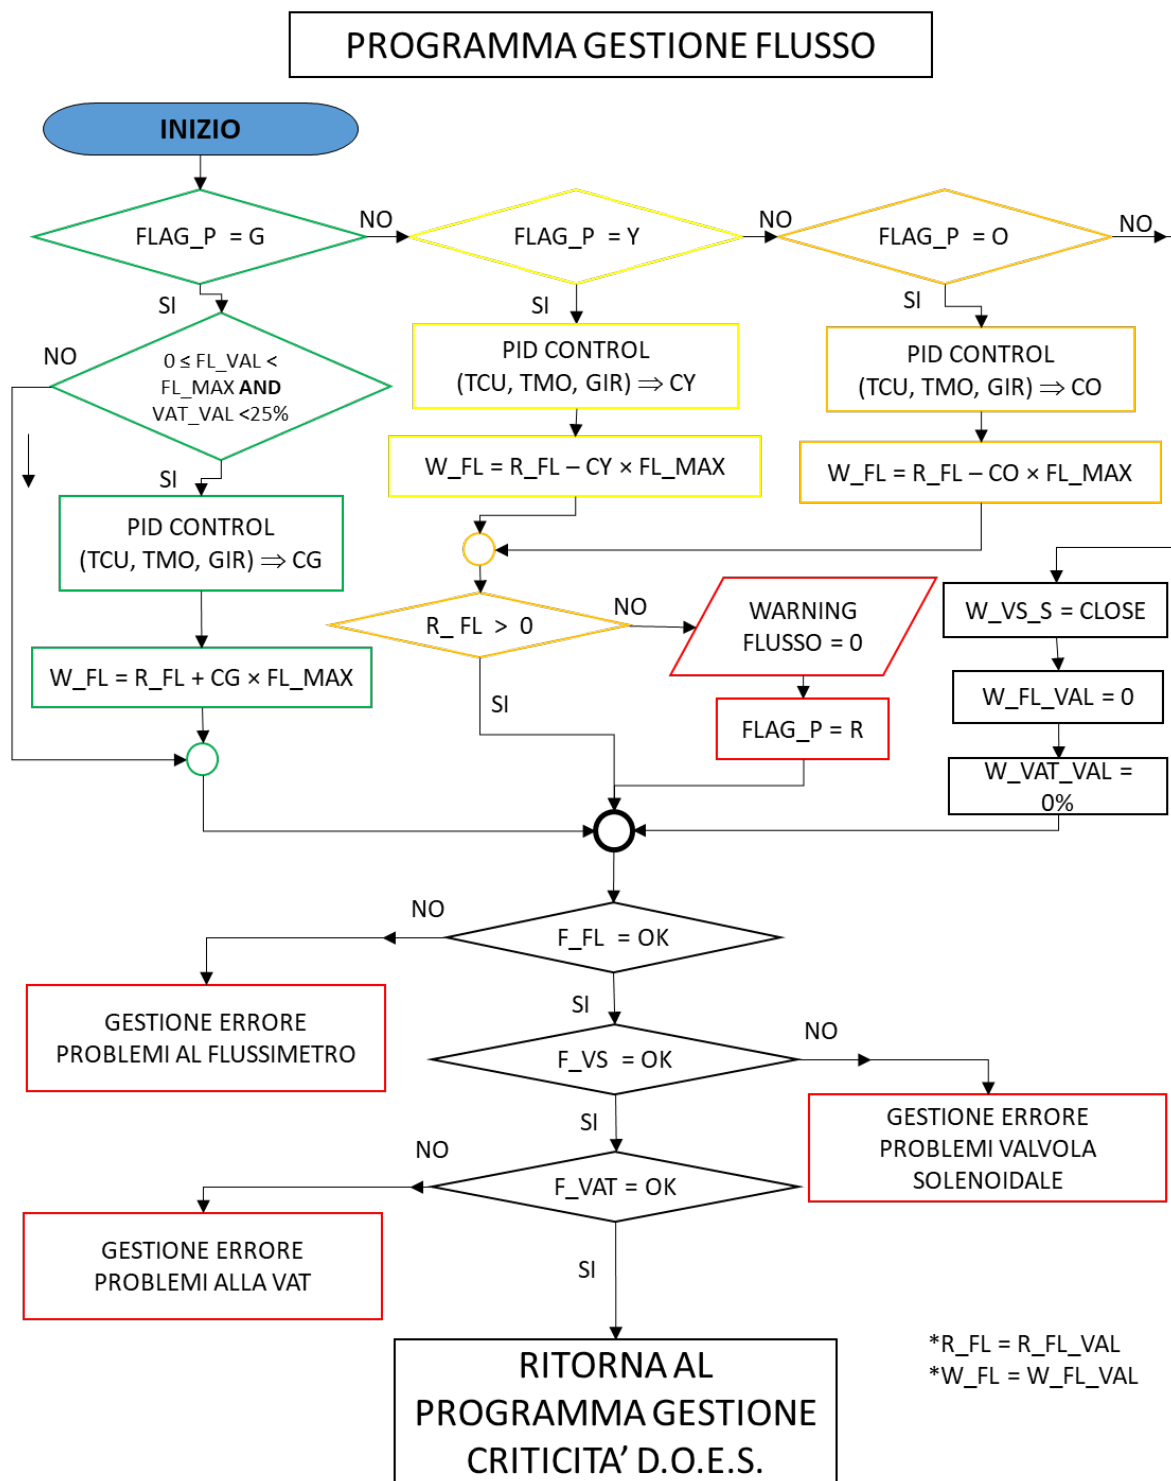 PROGRAMMA GESTIONE FLUSSO
INIZIO
FLAG_P = G
NO
FLAG_P = Y
NO
FLAG_P = O
NO
SI
SI
SI
NO
0 ≤ FL_VAL <
FL_MAX AND
VAT_VAL <25%
PID CONTROL
(TCU, TMO, GIR) ⇒ CY
PID CONTROL
(TCU, TMO, GIR) ⇒ CO
W_FL = R_FL – CY × FL_MAX
W_FL = R_FL – CO × FL_MAX
SI
PID CONTROL
(TCU, TMO, GIR) ⇒ CG
R_ FL > 0
NO
WARNING
FLUSSO = 0
W_VS_S = CLOSE
W_FL = R_FL + CG × FL_MAX
SI
FLAG_P = R
W_FL_VAL = 0
W_VAT_VAL =
0%
NO
F_FL = OK
SI
GESTIONE ERRORE
PROBLEMI AL FLUSSIMETRO
NO
F_VS = OK
SI
GESTIONE ERRORE
PROBLEMI VALVOLA
SOLENOIDALE
NO
F_VAT = OK
GESTIONE ERRORE
PROBLEMI ALLA VAT
SI
RITORNA AL
PROGRAMMA GESTIONE
CRITICITA' D.O.E.S.
*R_FL = R_FL_VAL
*W_FL = W_FL_VAL